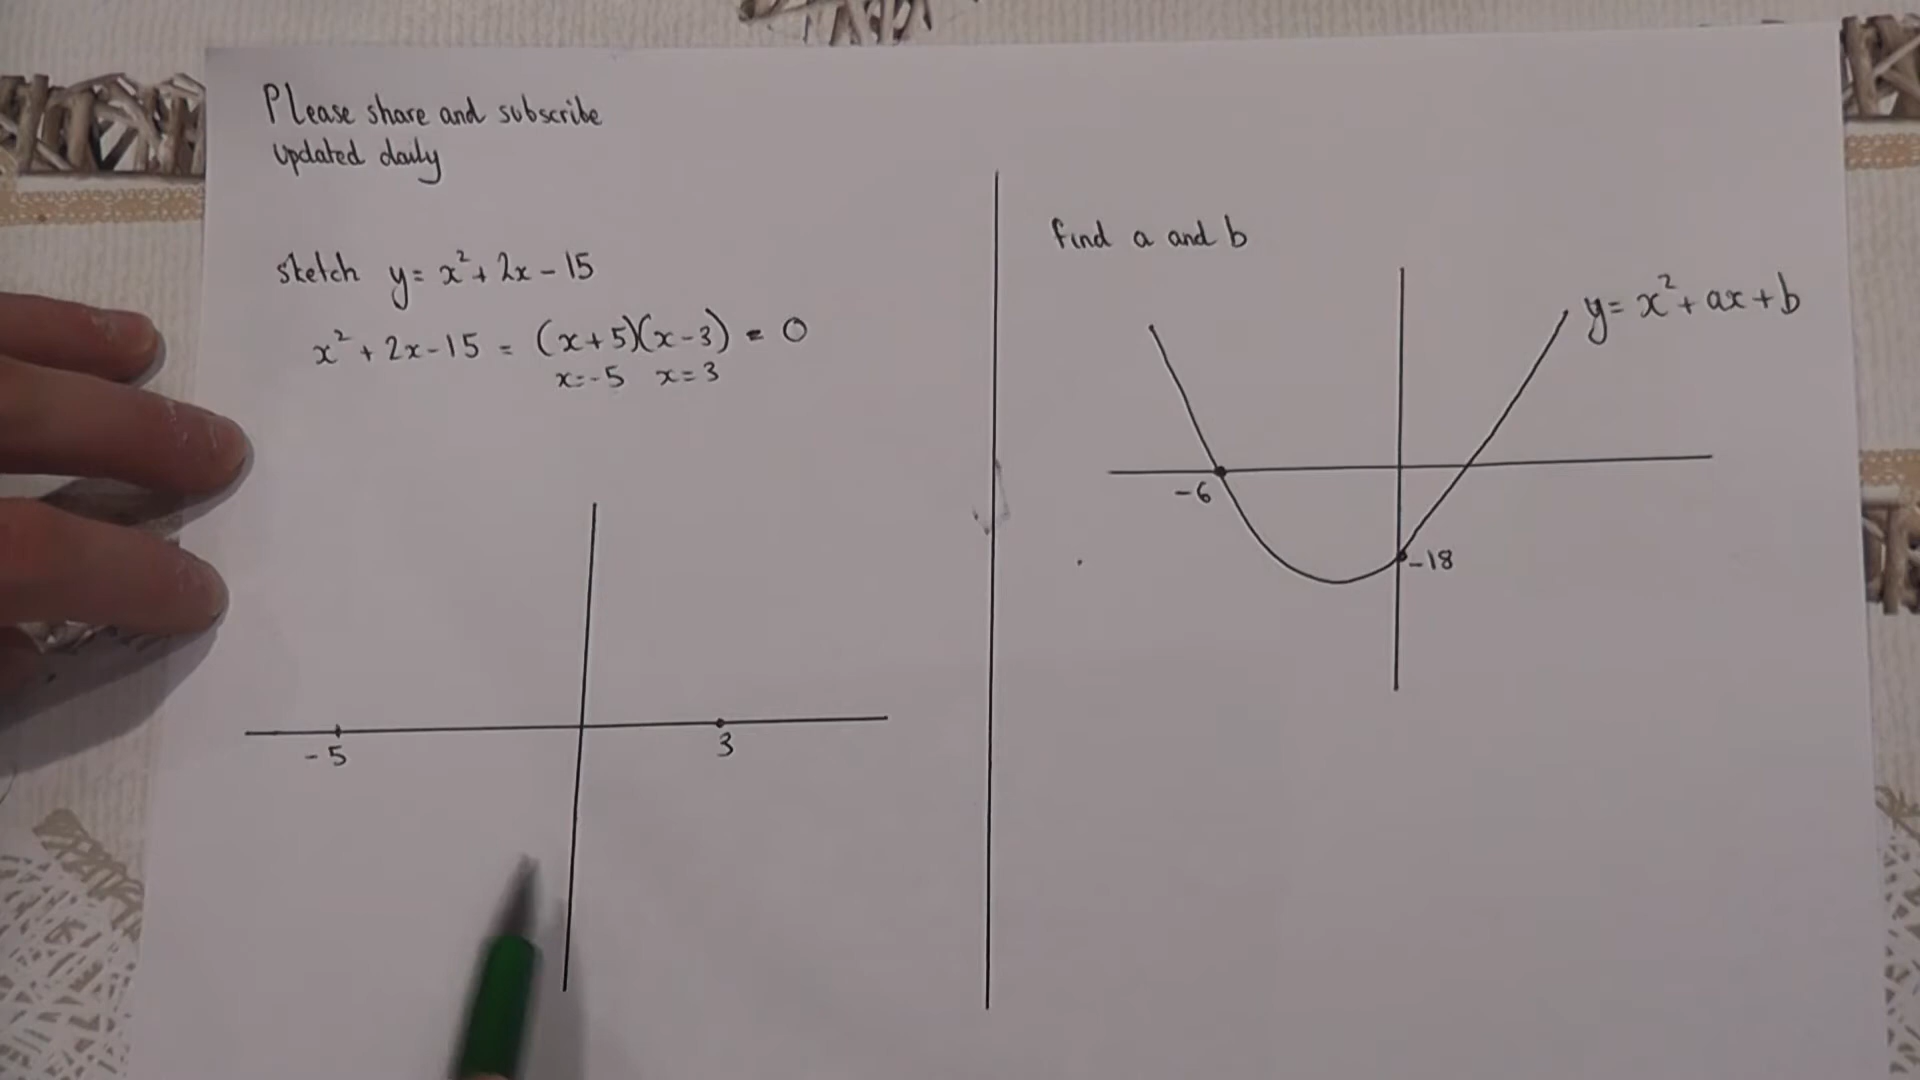 Please share and subscribe
updated daily
sketch y = x² + 2x - 15
x² + 2x - 15 = (x + 5)(x - 3) = 0
x = -5 x = 3
-5
3
find a and b
y = x² + ax + b
-6
-18